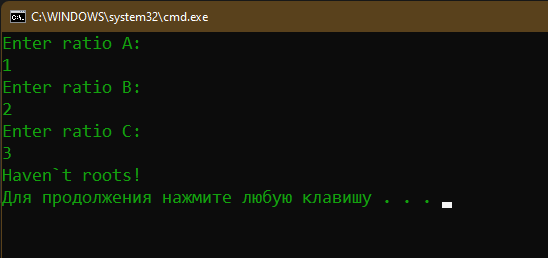 C:\WINDOWS\system32\cmd.exe
Enter ratio A:
1
Enter ratio B:
2
Enter ratio C:
3
Haven`t roots!
Для продолжения нажмите любую клавишу . . .